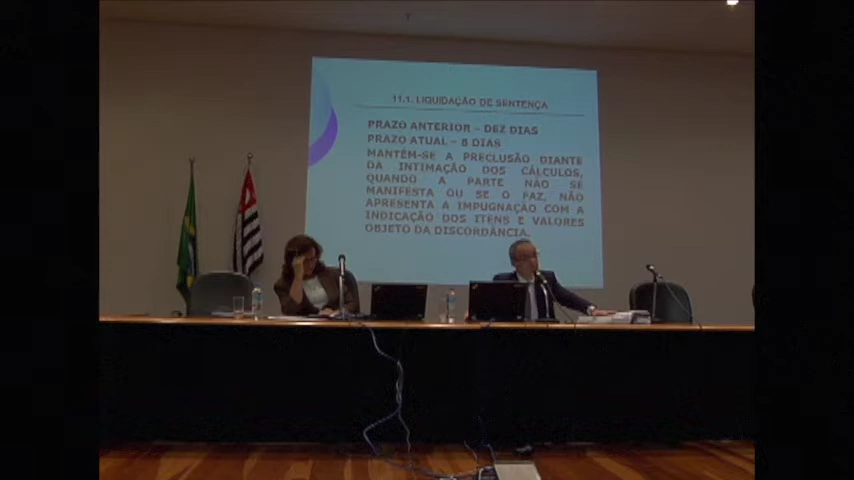 11.1. LIQUIDAÇÃO DE SENTENÇA
PRAZO ANTERIOR – DEZ DIAS
PRAZO ATUAL – 8 DIAS
MANTÉM-SE A PRECLUSÃO DIANTE
DA INTIMAÇÃO DOS CÁLCULOS,
QUANDO A PARTE NÃO SE
MANIFESTA OU SE O FAZ, NÃO
APRESENTA A IMPUGNAÇÃO COM A
INDICAÇÃO DOS ITENS E VALORES
OBJETO DA DISCORDÂNCIA.